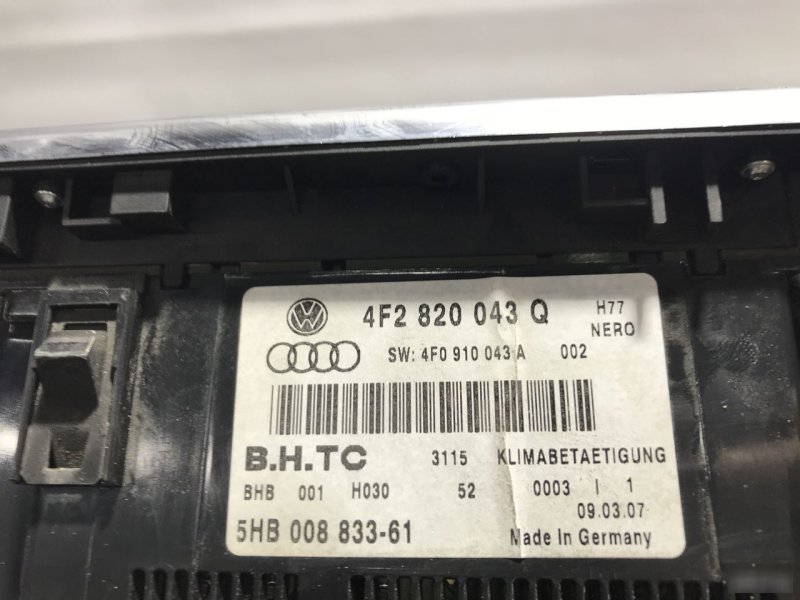 4F2 820 043 Q H77
NERO
SW: 4F0 910 043 A 002
B.H.TC 3115 KLIMABETAETIGUNG
BHB 001 H030 52 0003 I 1
09.03.07
5HB 008 833-61 Made In Germany